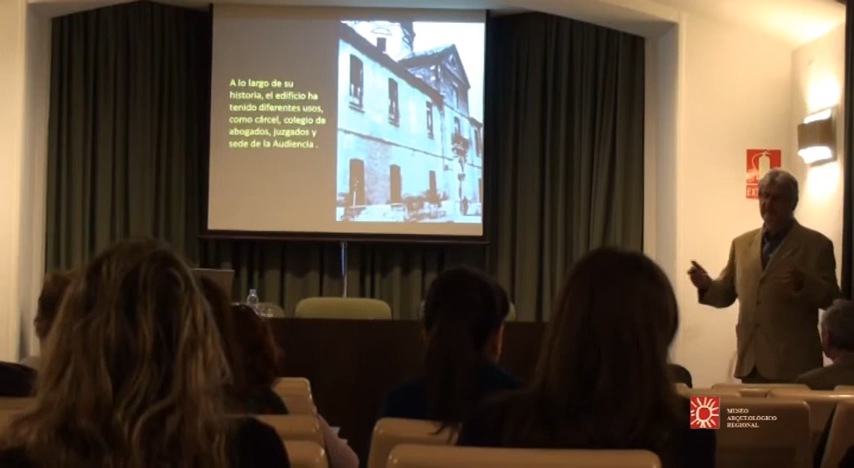 A lo largo de su
historia, el edificio ha
tenido diferentes usos,
como cárcel, colegio de
abogados, juzgados y
sede de la Audiencia .
MUSEO
ARQUEOLÓGICO
REGIONAL